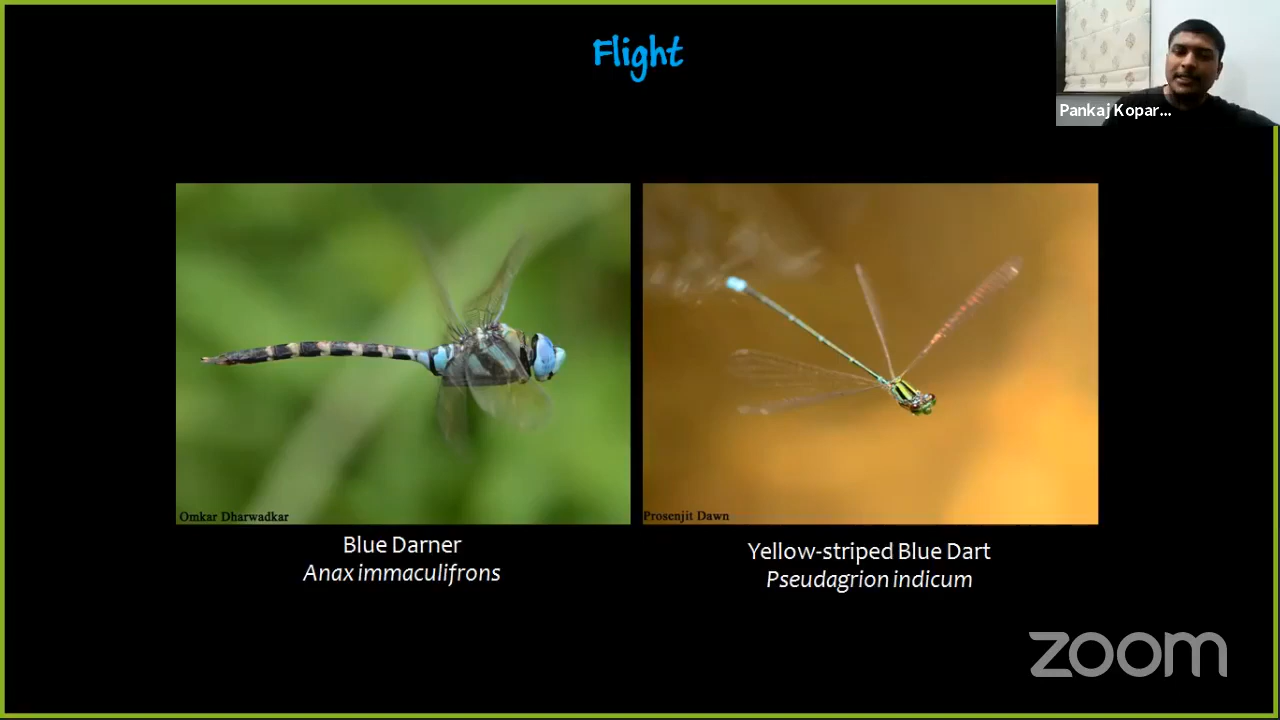 Flight
Pankaj Kopar...
Omkar Dharwadkar
Prosenjit Dawn
Blue Darner
Anax immaculifrons
Yellow-striped Blue Dart
Pseudagrion indicum
zoom